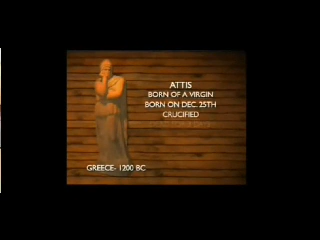 ATTIS
BORN OF A VIRGIN
BORN ON DEC. 25TH
CRUCIFIED
GREECE- 1200 BC